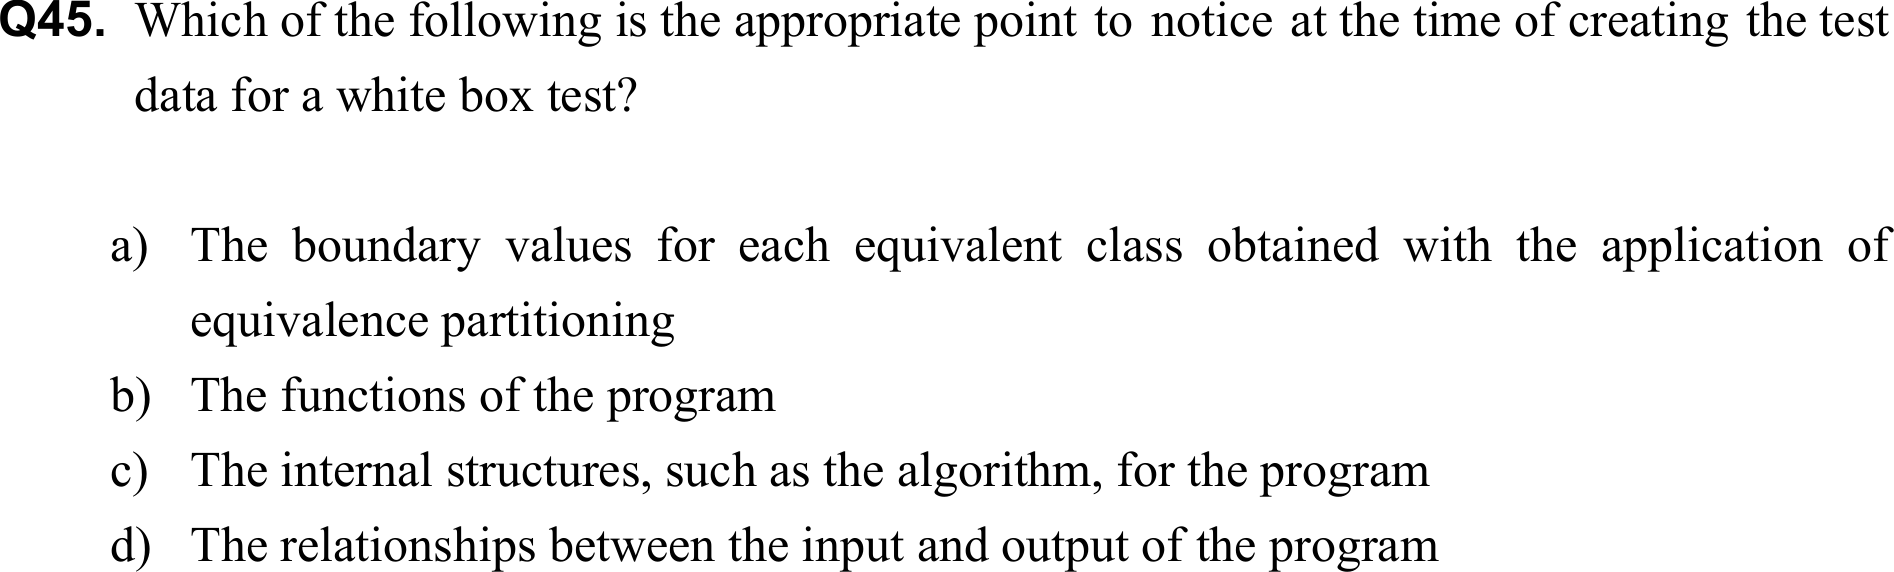 Q45. Which of the following is the appropriate point to notice at the time of creating the test
data for a white box test?
a) The boundary values for each equivalent class obtained with the application of
equivalence partitioning
b) The functions of the program
c) The internal structures, such as the algorithm, for the program
d) The relationships between the input and output of the program